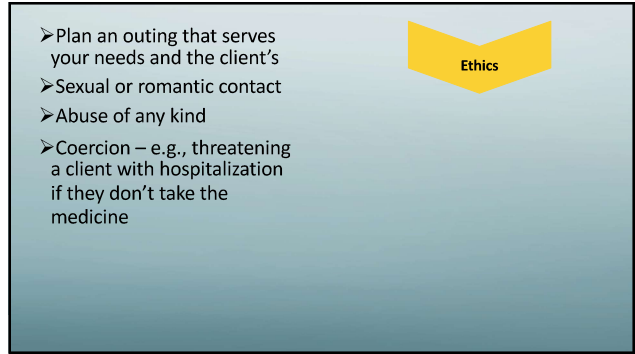 ➢Plan an outing that serves
your needs and the client’s
➢Sexual or romantic contact
➢Abuse of any kind
➢Coercion – e.g., threatening
a client with hospitalization
if they don’t take the
medicine
Ethics